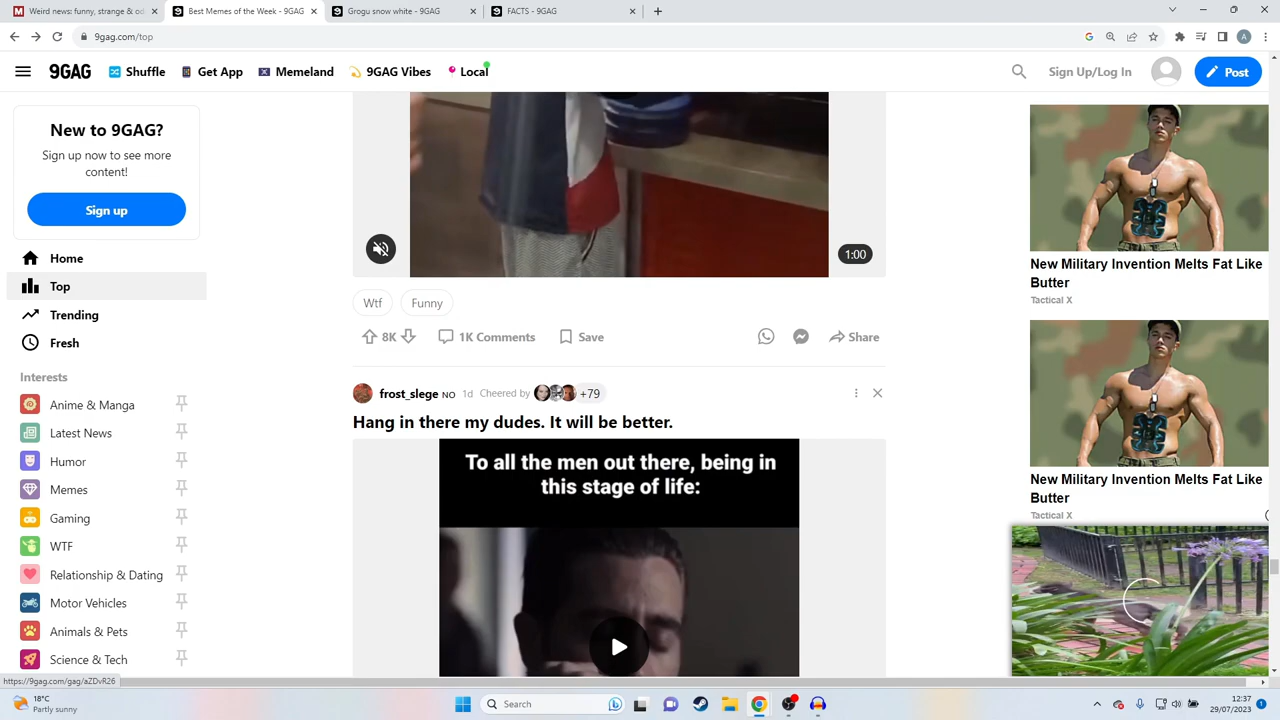 Weird news: funny, strange & od
Best Memes of the Week - 9GAG
Grogu snow white - 9GAG
FACTS - 9GAG
9gag.com/top
A
9GAG
Shuffle
Get App
Memeland
9GAG Vibes
Local
Sign Up/Log In
Post
New to 9GAG?
Sign up now to see more
content!
Sign up
Home
Top
Trending
Fresh
Interests
Anime & Manga
Latest News
Humor
Memes
Gaming
WTF
Relationship & Dating
Motor Vehicles
Animals & Pets
Science & Tech
1:00
Wtf
Funny
8K
1K Comments
Save
Share
frost_slege NO 1d Cheered by +79
Hang in there my dudes. It will be better.
To all the men out there, being in
this stage of life:
New Military Invention Melts Fat Like
Butter
Tactical X
New Military Invention Melts Fat Like
Butter
Tactical X
https://9gag.com/gag/aZDvR26
18°C
Partly sunny
Search
12:37
29/07/2023
1